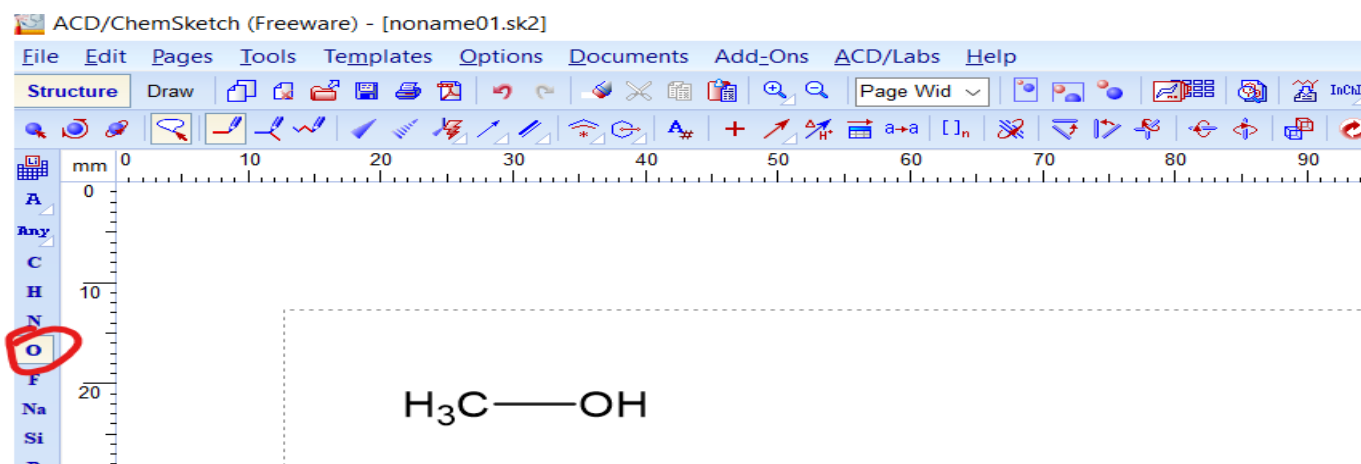 ACD/ChemSketch (Freeware) - [noname01.sk2]
File Edit Pages Tools Templates Options Documents Add-Ons ACD/Labs Help
Structure Draw Page Wid InChI
A# a→a []n
mm 0 10 20 30 40 50 60 70 80 90
0
A
Any
C
H
10
N
O
F
20
Na
Si
H₃C—OH